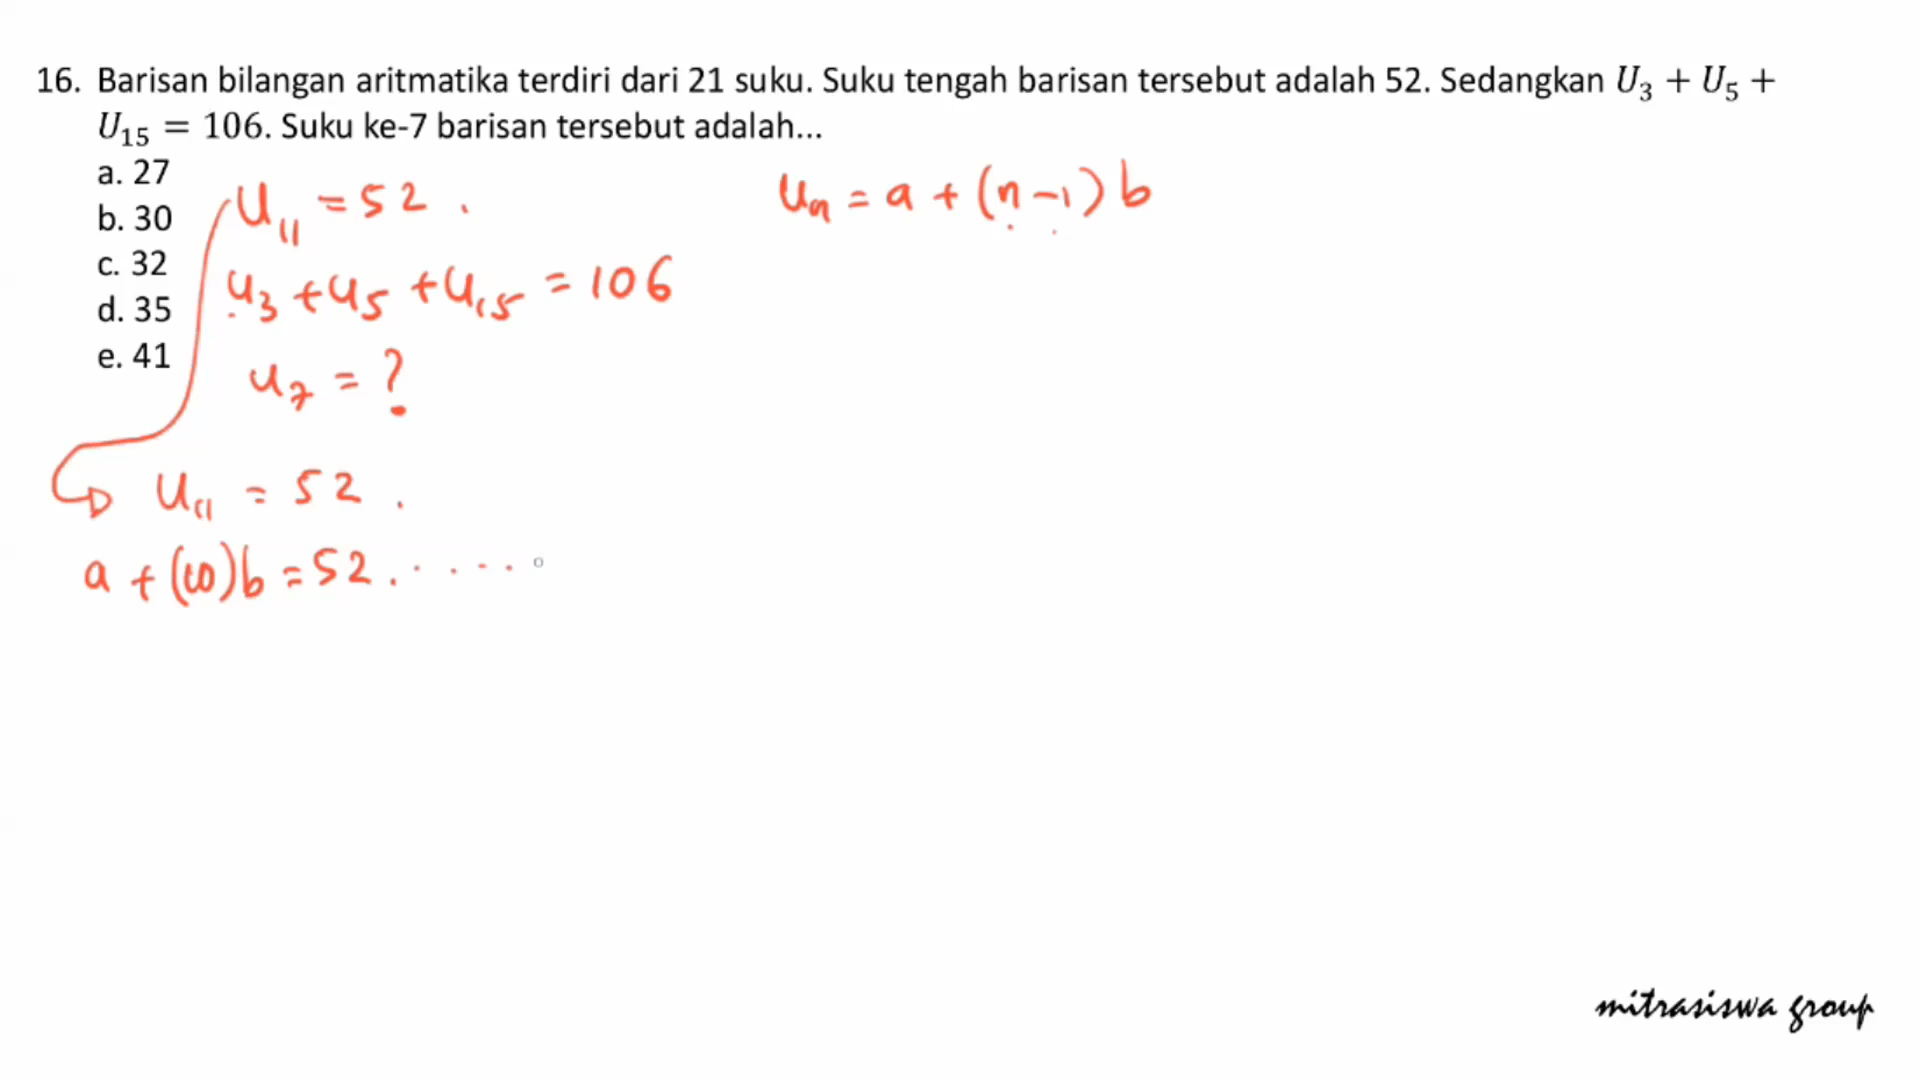 16. Barisan bilangan aritmatika terdiri dari 21 suku. Suku tengah barisan tersebut adalah 52. Sedangkan U₃ + U₅ +
U₁₅ = 106. Suku ke-7 barisan tersebut adalah...
a. 27
b. 30
c. 32
d. 35
e. 41
U₁₁ = 52 .
Uₙ = a + (n - 1) b
U₃ + U₅ + U₁₅ = 106
U₇ = ?
U₁₁ = 52 .
a + (10) b = 52 . . . . . .
mitrasiswa group